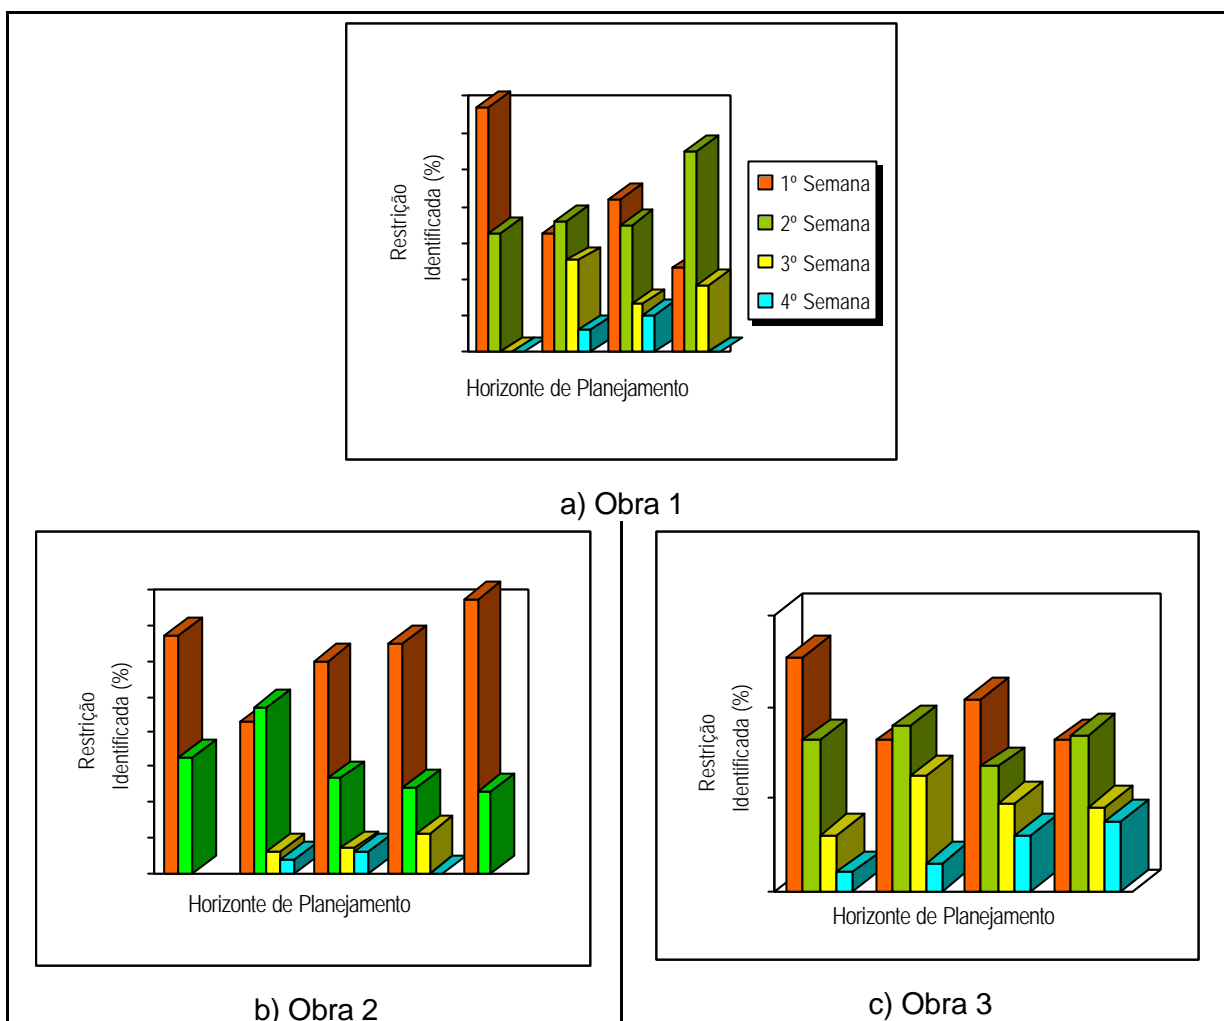 Restrição
Identificada (%)
1º Semana
2º Semana
3º Semana
4º Semana
Horizonte de Planejamento
a) Obra 1
Restrição
Identificada (%)
Horizonte de Planejamento
b) Obra 2
Restrição
Identificada (%)
Horizonte de Planejamento
c) Obra 3